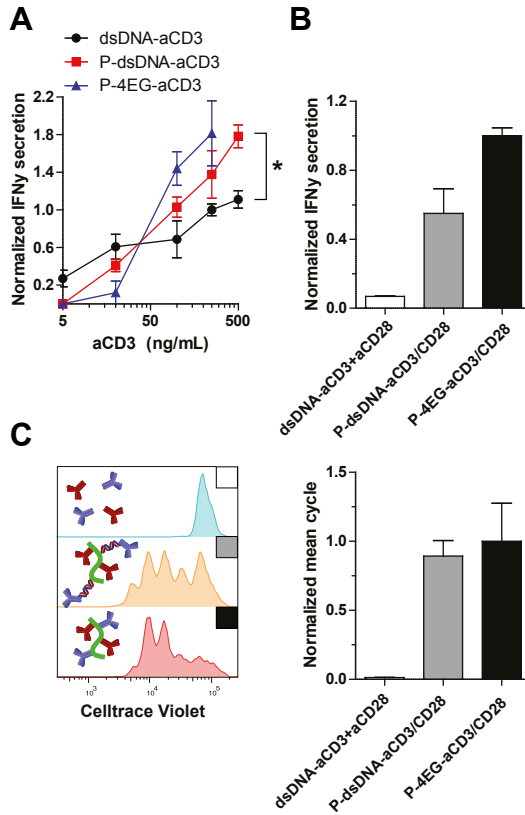 A
dsDNA-aCD3
P-dsDNA-aCD3
P-4EG-aCD3
Normalized IFNγ secretion
2.2
1.8
1.4
1.0
0.6
0.2
5
50
500
*
aCD3 (ng/mL)
B
Normalized IFNγ secretion
1.2
0.8
0.4
0.0
dsDNA-aCD3+aCD28
P-dsDNA-aCD3/CD28
P-4EG-aCD3/CD28
C
10³
10⁴
10⁵
Celltrace Violet
Normalized mean cycle
1.5
1.0
0.5
0.0
dsDNA-aCD3+aCD28
P-dsDNA-aCD3/CD28
P-4EG-aCD3/CD28